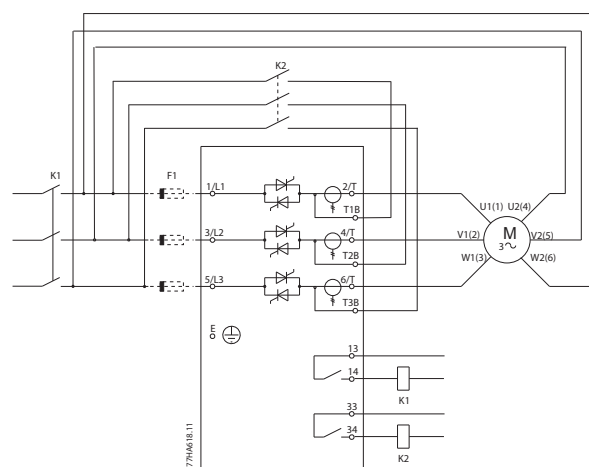 K2
K1
F1
1/L1
2/T
T1B
3/L2
4/T
T2B
5/L3
6/T
T3B
U1(1)
U2(4)
V1(2)
M
3~
V2(5)
W1(3)
W2(6)
E
13
14
K1
33
34
K2
177HA618.11